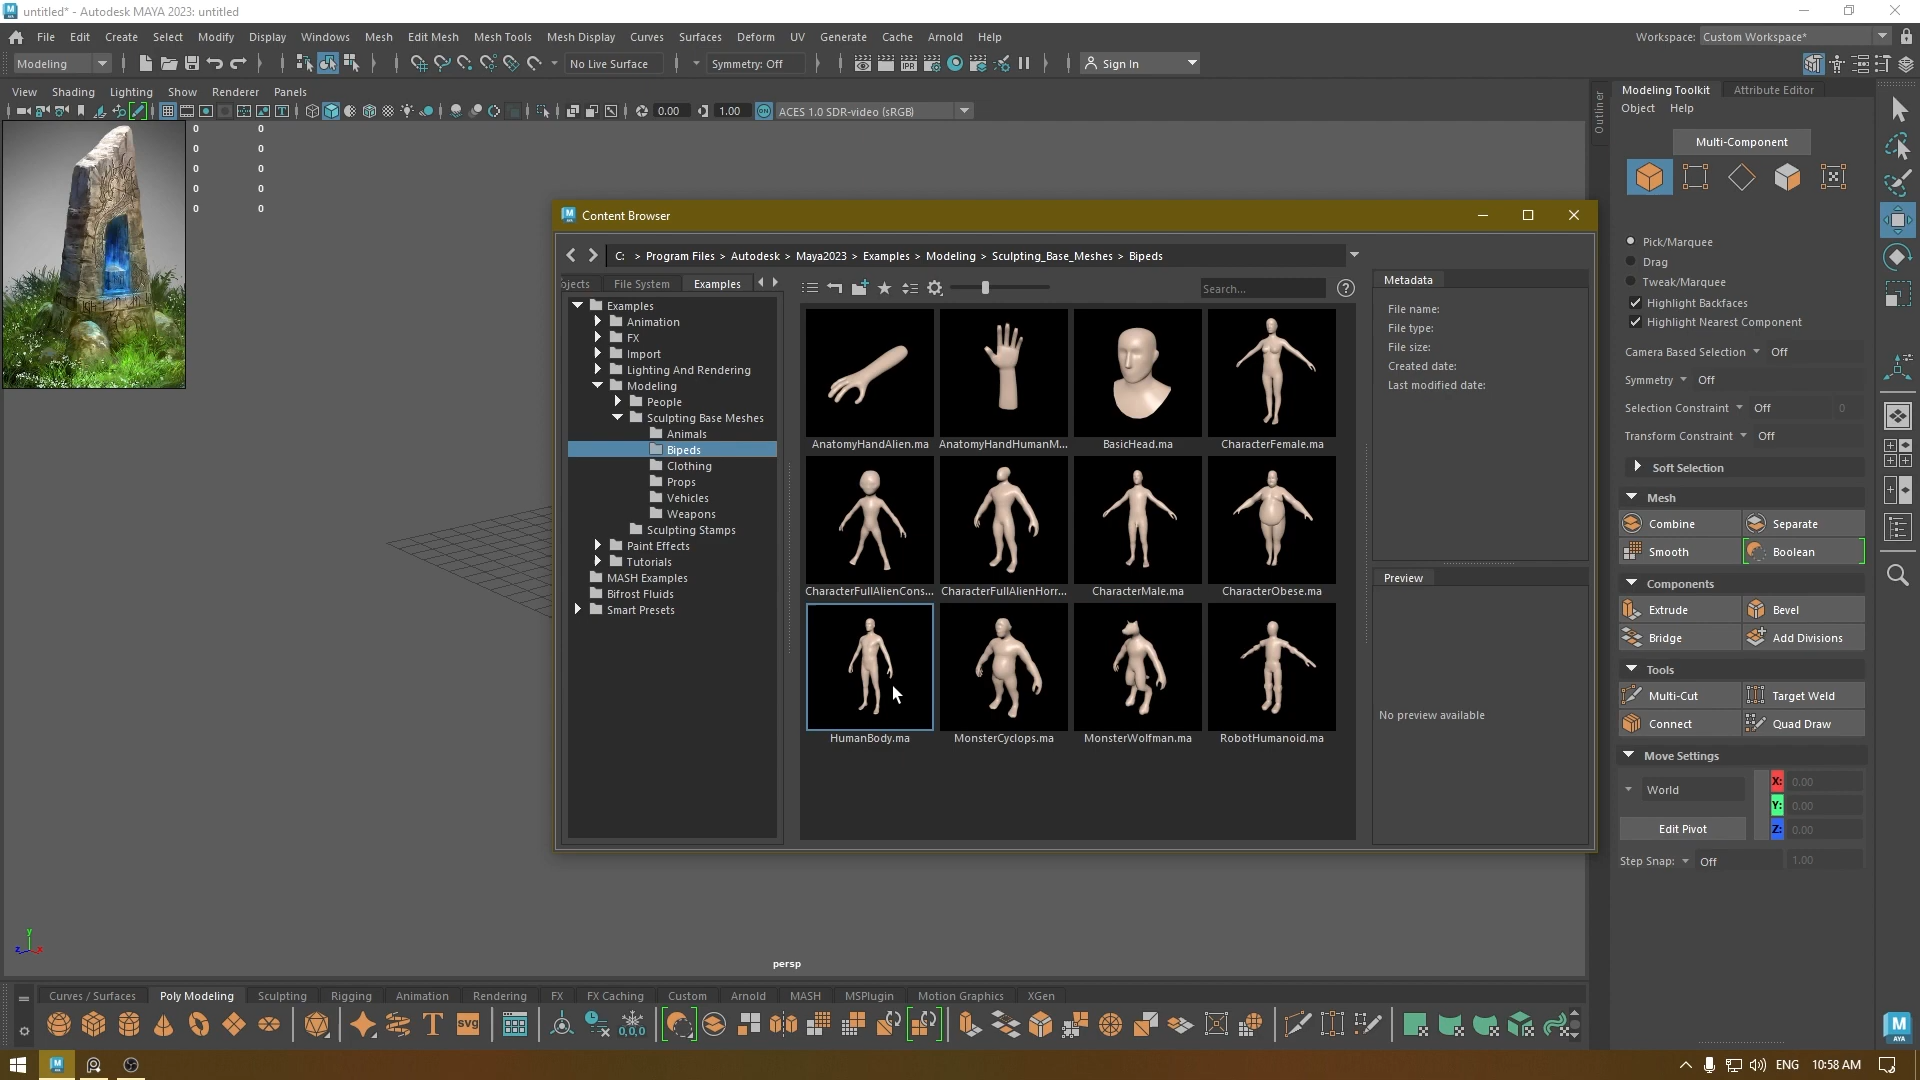 untitled* - Autodesk MAYA 2023: untitled
File Edit Create Select Modify Display Windows Mesh Edit Mesh Mesh Tools Mesh Display Curves Surfaces Deform UV Generate Cache Arnold Help
Workspace: Custom Workspace*
Modeling No Live Surface Symmetry: Off Sign In
View Shading Lighting Show Renderer Panels
0.00 1.00 ACES 1.0 SDR-video (sRGB)
0 0
0 0
0 0
0 0
0 0
Content Browser
C: > Program Files > Autodesk > Maya2023 > Examples > Modeling > Sculpting_Base_Meshes > Bipeds
ojects File System Examples
Search...
Examples
Animation
FX
Import
Lighting And Rendering
Modeling
People
Sculpting Base Meshes
Animals
Bipeds
Clothing
Props
Vehicles
Weapons
Sculpting Stamps
Paint Effects
Tutorials
MASH Examples
Bifrost Fluids
Smart Presets
AnatomyHandAlien.ma AnatomyHandHumanM... BasicHead.ma CharacterFemale.ma
CharacterFullAlienCons... CharacterFullAlienHorr... CharacterMale.ma CharacterObese.ma
HumanBody.ma MonsterCyclops.ma MonsterWolfman.ma RobotHumanoid.ma
Metadata
File name:
File type:
File size:
Created date:
Last modified date:
Preview
No preview available
Outliner
Modeling Toolkit Attribute Editor
Object Help
Multi-Component
Pick/Marquee
Drag
Tweak/Marquee
Highlight Backfaces
Highlight Nearest Component
Camera Based Selection Off
Symmetry Off
Selection Constraint Off 0
Transform Constraint Off
Soft Selection
Mesh
Combine Separate
Smooth Boolean
Components
Extrude Bevel
Bridge Add Divisions
Tools
Multi-Cut Target Weld
Connect Quad Draw
Move Settings
World
X: 0.00
Y: 0.00
Z: 0.00
Edit Pivot
Step Snap: Off 1.00
y
z x
persp
Curves / Surfaces Poly Modeling Sculpting Rigging Animation Rendering FX FX Caching Custom Arnold MASH MSPlugin Motion Graphics XGen
T svg 0,0,0
M
AYA
ENG 10:58 AM